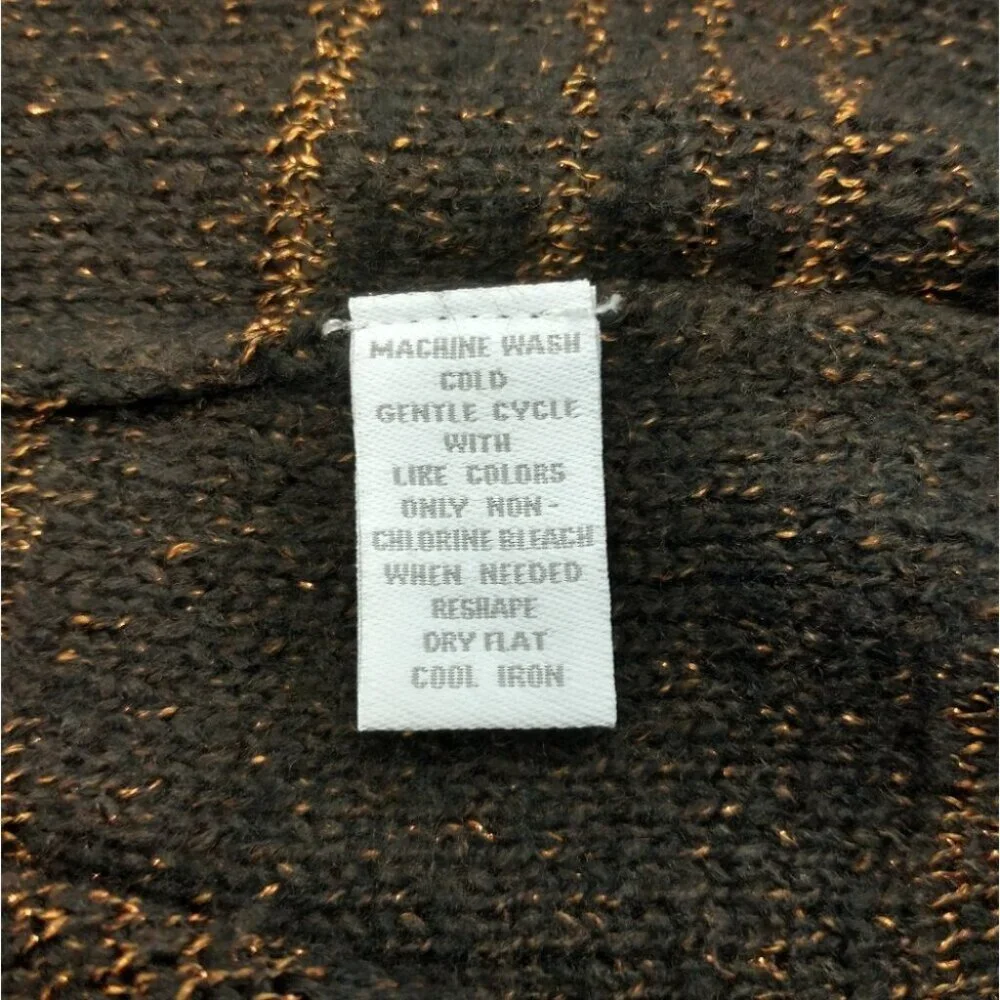 MACHINE WASH
COLD
GENTLE CYCLE
WITH
LIKE COLORS
ONLY NON-
CHLORINE BLEACH
WHEN NEEDED
RESHAPE
DRY FLAT
COOL IRON